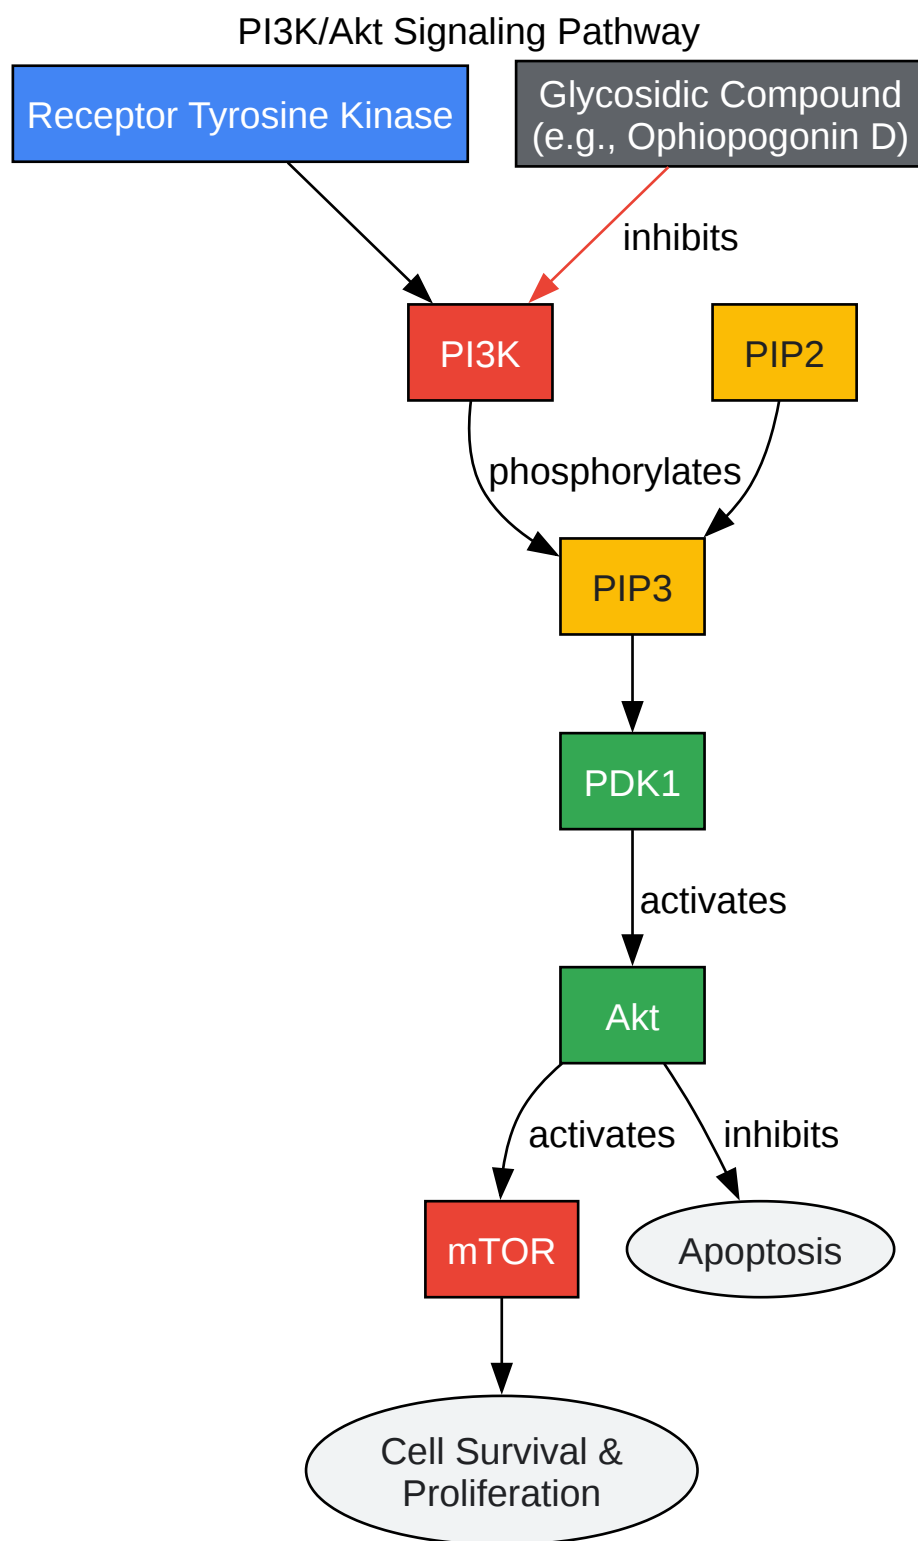 PI3K/Akt Signaling Pathway
Receptor Tyrosine Kinase
Glycosidic Compound
(e.g., Ophiopogonin D)
inhibits
PI3K
PIP2
phosphorylates
PIP3
PDK1
activates
Akt
activates
inhibits
mTOR
Apoptosis
Cell Survival &
Proliferation